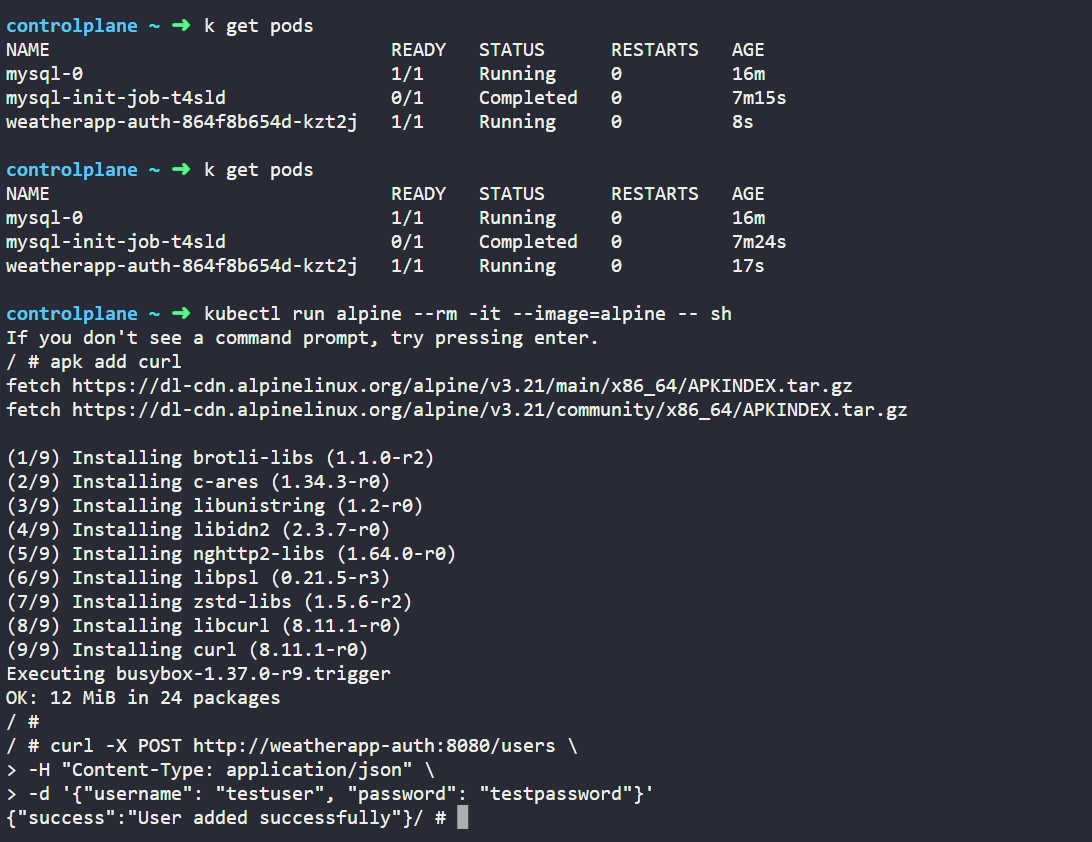 controlplane ~ ➜ k get pods
NAME READY STATUS RESTARTS AGE
mysql-0 1/1 Running 0 16m
mysql-init-job-t4sld 0/1 Completed 0 7m15s
weatherapp-auth-864f8b654d-kzt2j 1/1 Running 0 8s
controlplane ~ ➜ k get pods
NAME READY STATUS RESTARTS AGE
mysql-0 1/1 Running 0 16m
mysql-init-job-t4sld 0/1 Completed 0 7m24s
weatherapp-auth-864f8b654d-kzt2j 1/1 Running 0 17s
controlplane ~ ➜ kubectl run alpine --rm -it --image=alpine -- sh
If you don't see a command prompt, try pressing enter.
/ # apk add curl
fetch https://dl-cdn.alpinelinux.org/alpine/v3.21/main/x86_64/APKINDEX.tar.gz
fetch https://dl-cdn.alpinelinux.org/alpine/v3.21/community/x86_64/APKINDEX.tar.gz
(1/9) Installing brotli-libs (1.1.0-r2)
(2/9) Installing c-ares (1.34.3-r0)
(3/9) Installing libunistring (1.2-r0)
(4/9) Installing libidn2 (2.3.7-r0)
(5/9) Installing nghttp2-libs (1.64.0-r0)
(6/9) Installing libpsl (0.21.5-r3)
(7/9) Installing zstd-libs (1.5.6-r2)
(8/9) Installing libcurl (8.11.1-r0)
(9/9) Installing curl (8.11.1-r0)
Executing busybox-1.37.0-r9.trigger
OK: 12 MiB in 24 packages
/ #
/ # curl -X POST http://weatherapp-auth:8080/users \
> -H "Content-Type: application/json" \
> -d '{"username": "testuser", "password": "testpassword"}'
{"success":"User added successfully"}/ #